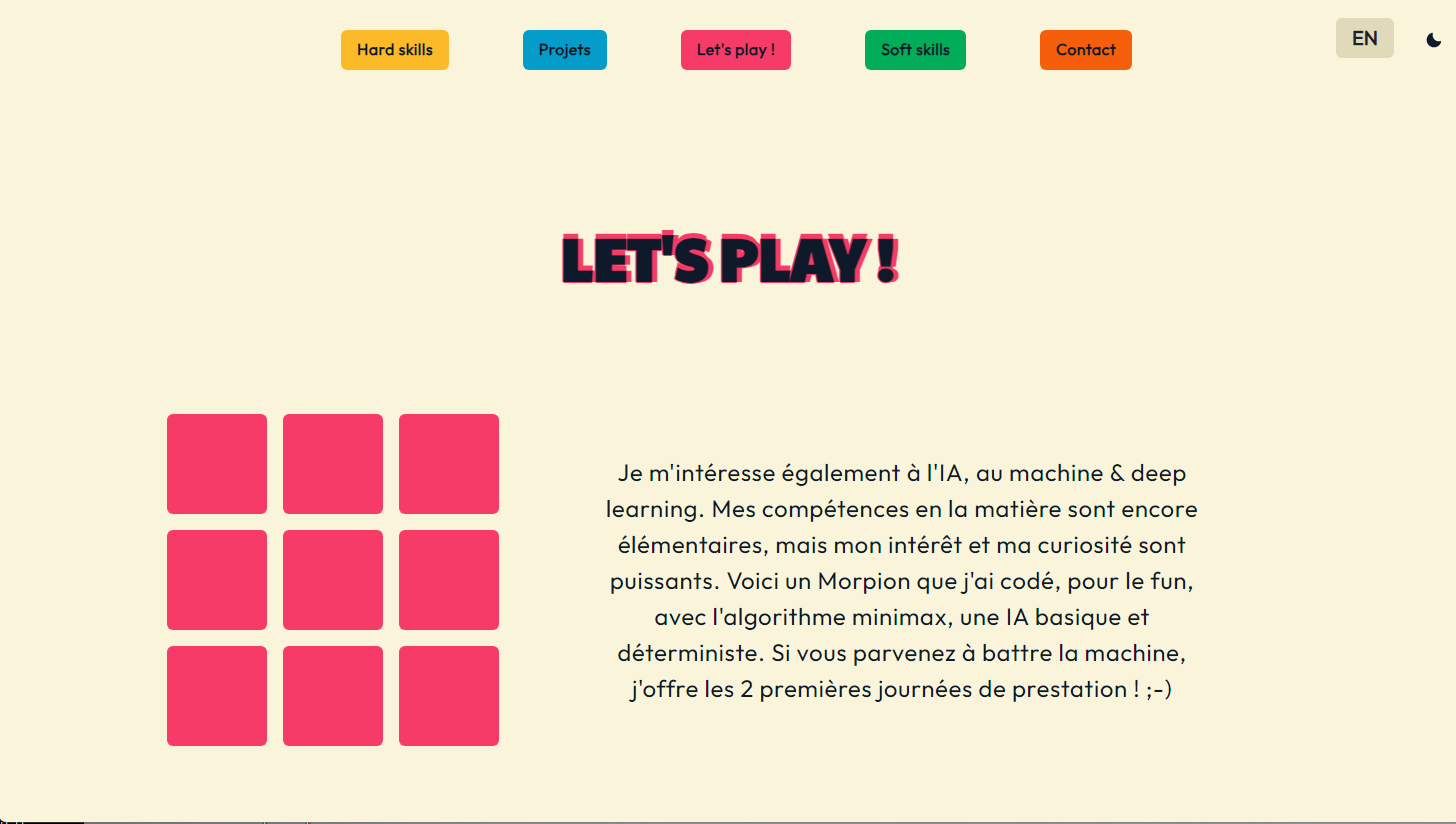 Hard skills
Projets
Let's play !
Soft skills
Contact
EN
LET'S PLAY !
Je m'intéresse également à l'IA, au machine & deep
learning. Mes compétences en la matière sont encore
élémentaires, mais mon intérêt et ma curiosité sont
puissants. Voici un Morpion que j'ai codé, pour le fun,
avec l'algorithme minimax, une IA basique et
déterministe. Si vous parvenez à battre la machine,
j'offre les 2 premières journées de prestation ! ;-)